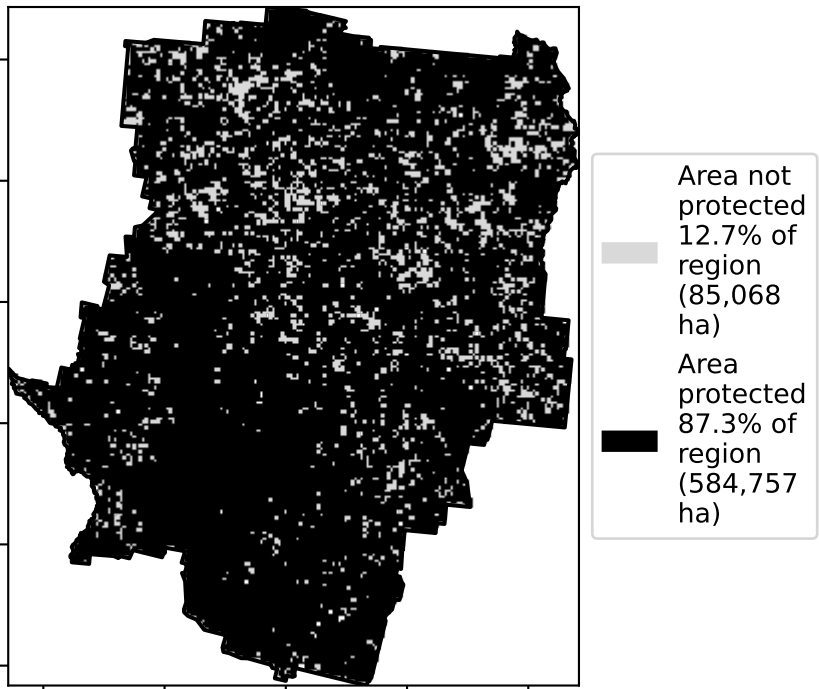 Area not
protected
12.7% of
region
(85,068
ha)
Area
protected
87.3% of
region
(584,757
ha)